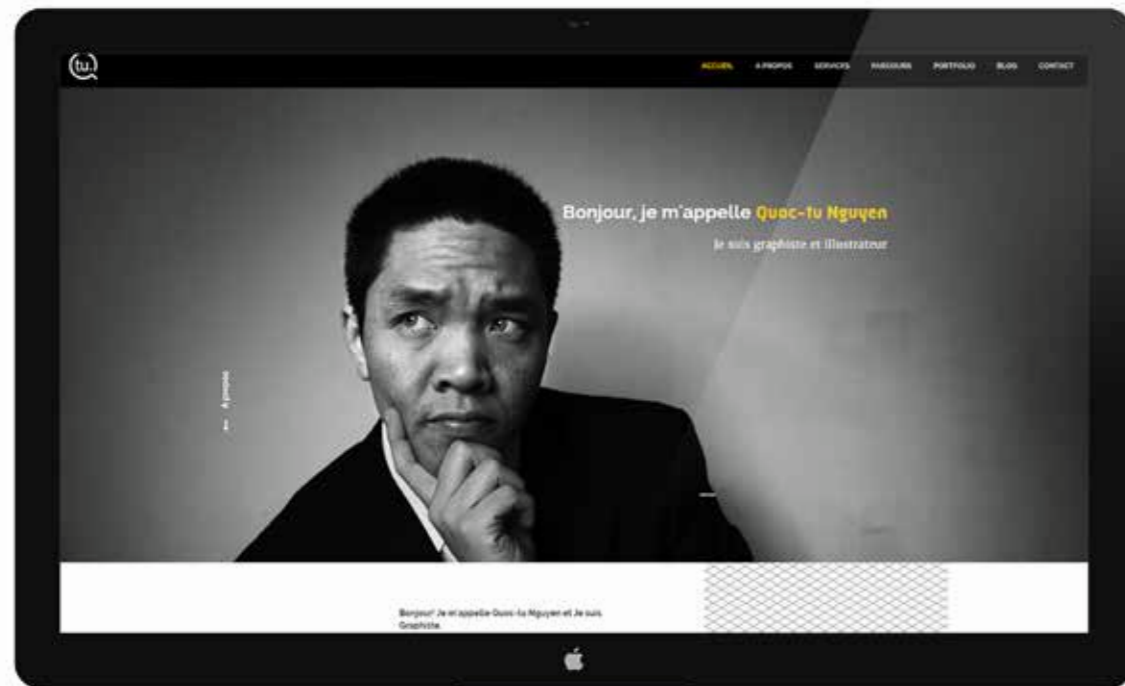 tu.
ACCUEIL A PROPOS SERVICES PARCOURS PORTFOLIO BLOG CONTACT
Bonjour, je m'appelle Quoc-tu Nguyen
Je suis graphiste et illustrateur
A propos
Bonjour! Je m'appelle Quoc-tu Nguyen et Je suis
Graphiste.